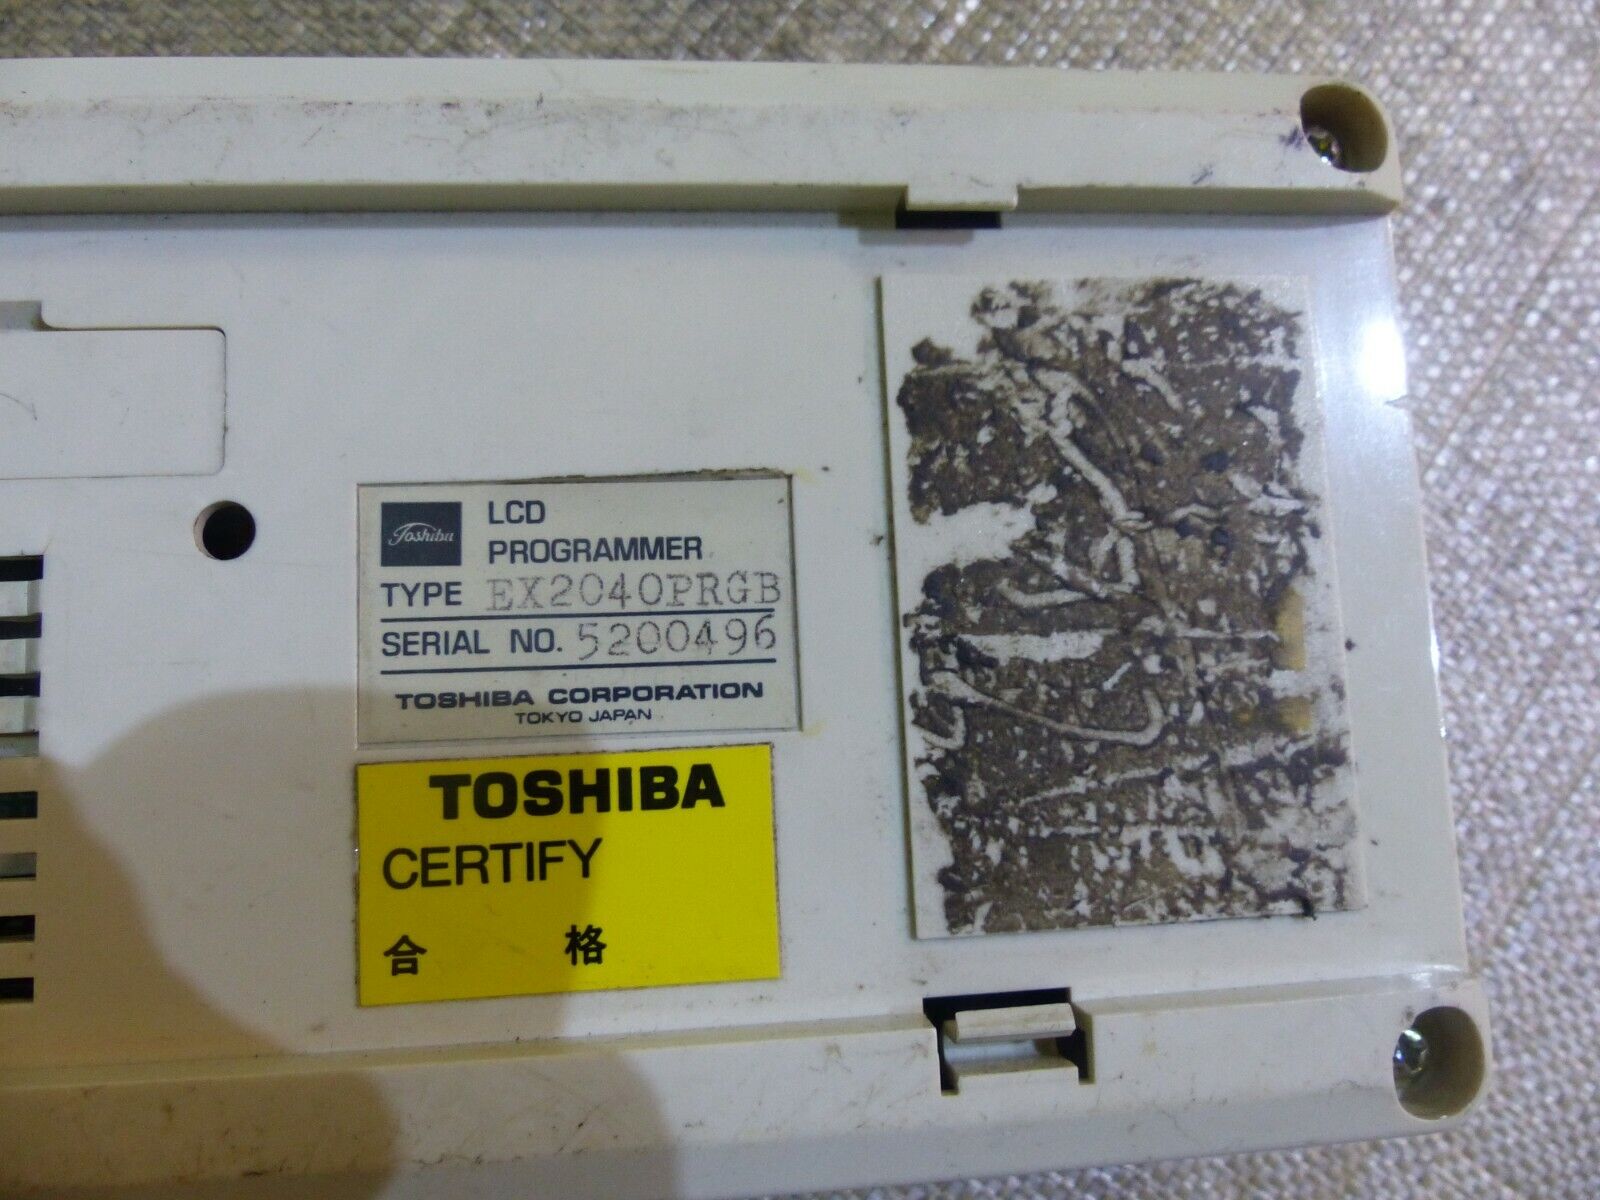 Toshiba
LCD
PROGRAMMER
TYPE EX2040PRGB
SERIAL NO. 5200496
TOSHIBA CORPORATION
TOKYO JAPAN
TOSHIBA
CERTIFY
合 格